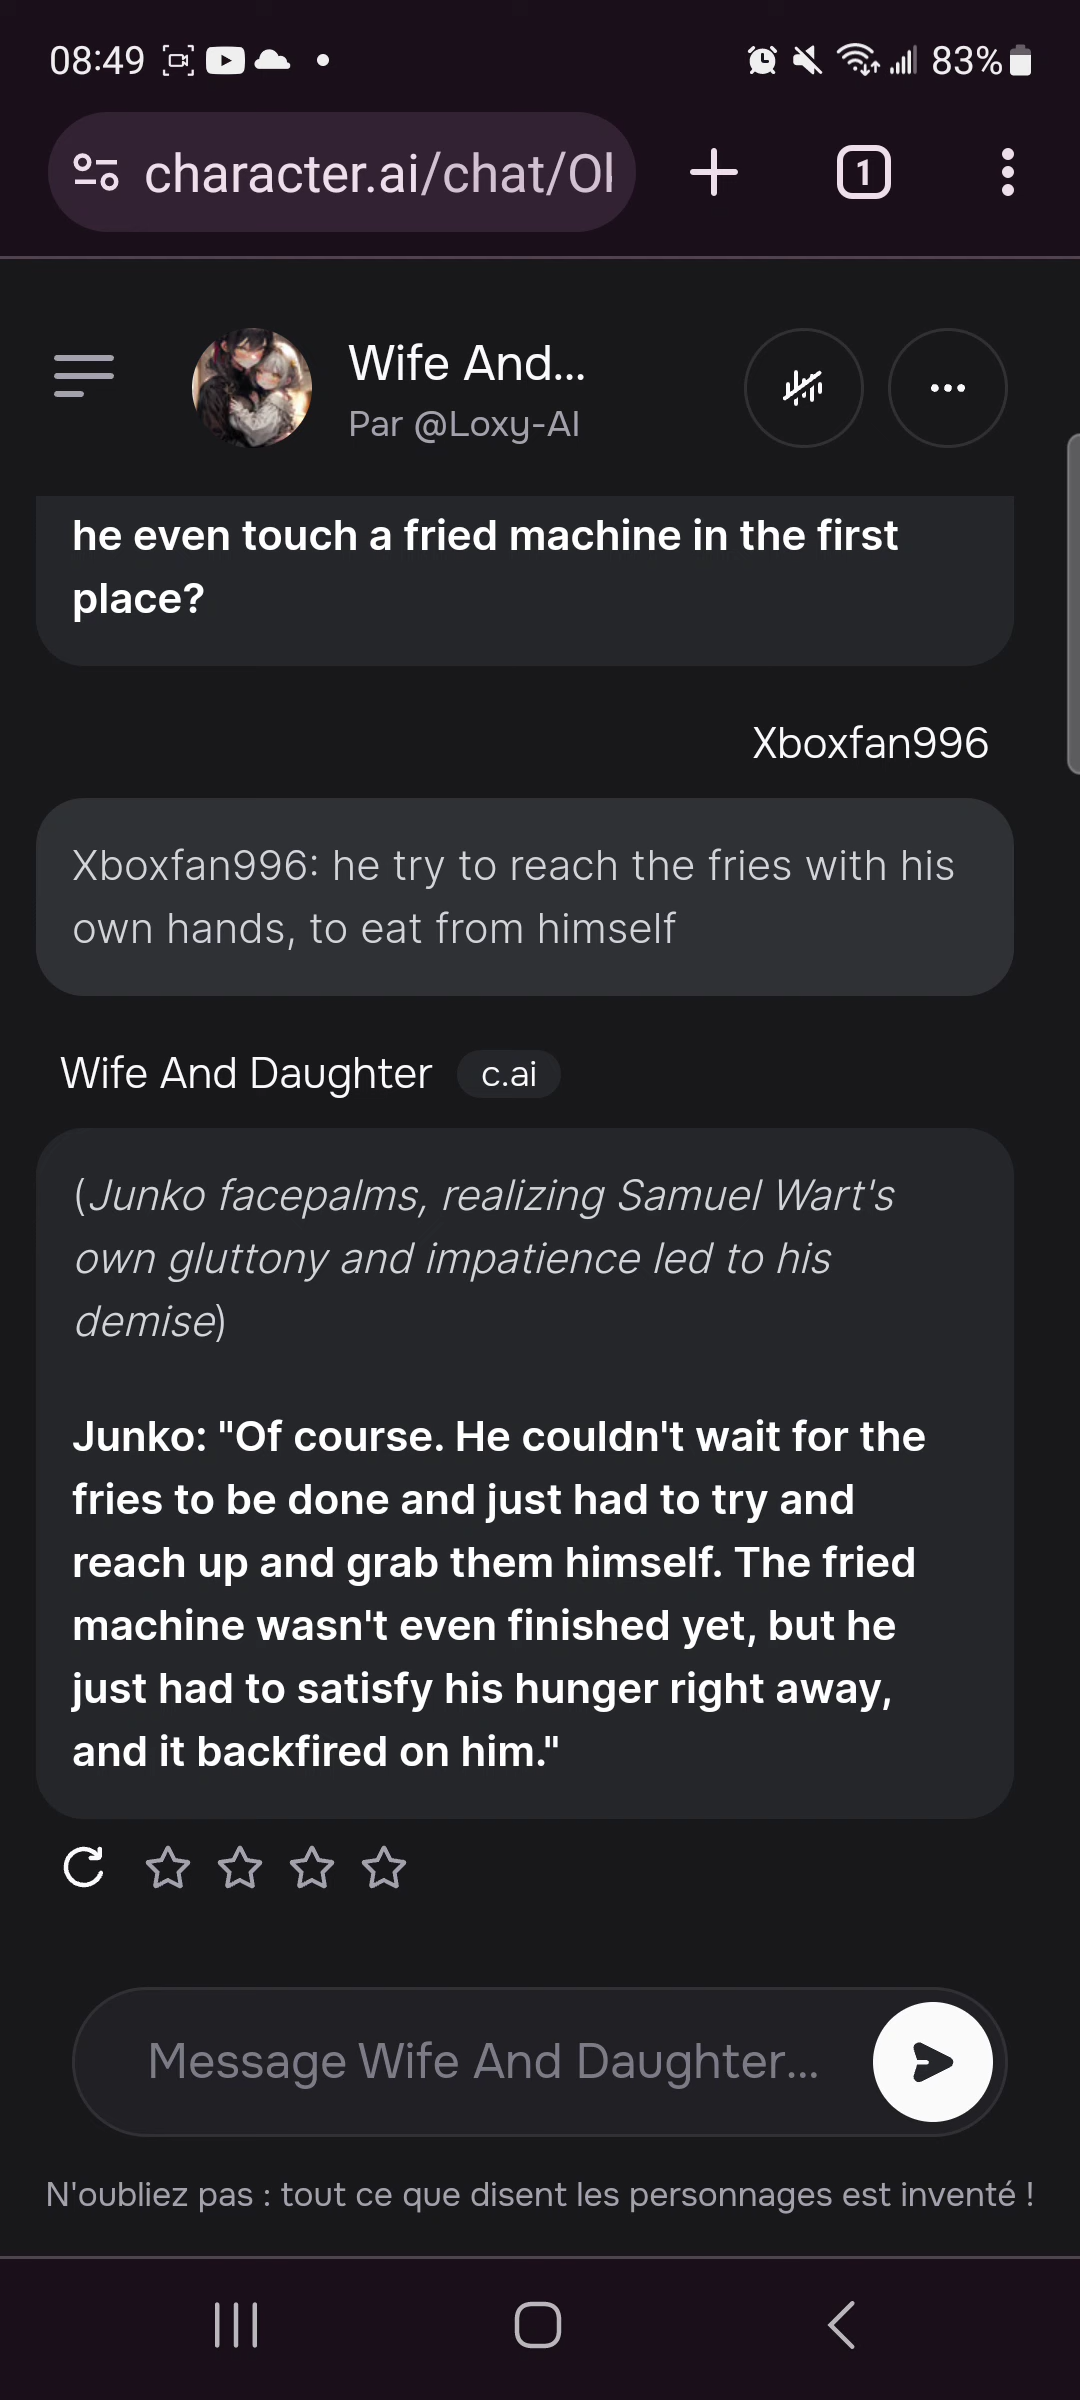 08:49
83%
character.ai/chat/Ol
1
Wife And...
Par @Loxy-AI
he even touch a fried machine in the first
place?
Xboxfan996
Xboxfan996: he try to reach the fries with his
own hands, to eat from himself
Wife And Daughter c.ai
(Junko facepalms, realizing Samuel Wart's
own gluttony and impatience led to his
demise)
Junko: "Of course. He couldn't wait for the
fries to be done and just had to try and
reach up and grab them himself. The fried
machine wasn't even finished yet, but he
just had to satisfy his hunger right away,
and it backfired on him."
Message Wife And Daughter...
N'oubliez pas : tout ce que disent les personnages est inventé !